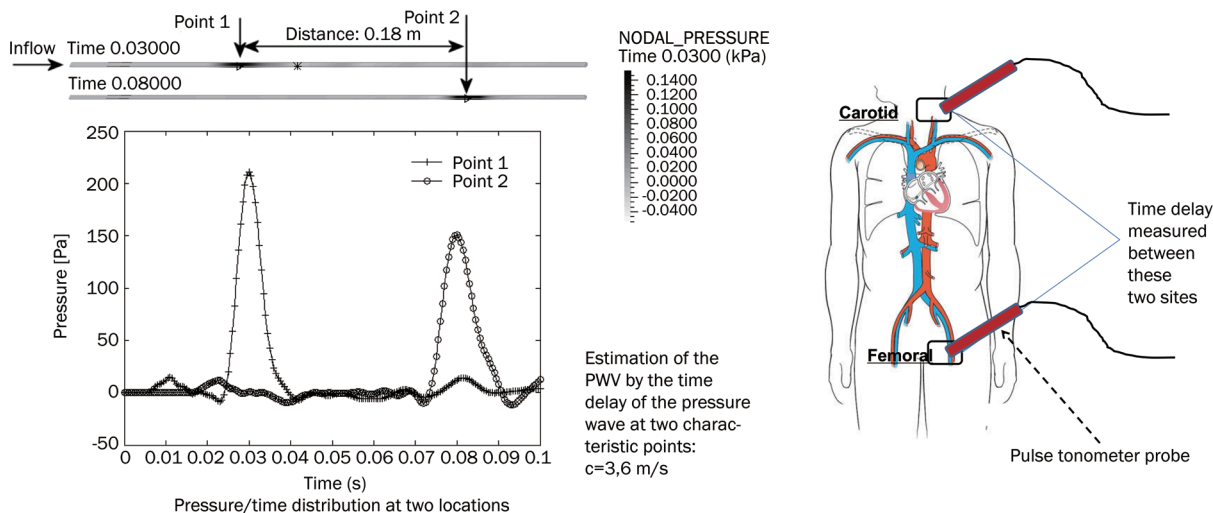 Point 1
Point 2
Distance: 0.18 m
Inflow
Time 0.03000
Time 0.08000
NODAL_PRESSURE
Time 0.0300 (kPa)
0.1400
0.1200
0.1000
0.0800
0.0600
0.0400
0.0200
0.0000
-0.0200
-0.0400
250
200
150
100
50
0
-50
Pressure [Pa]
Point 1
Point 2
0 0.01 0.02 0.03 0.04 0.05 0.06 0.07 0.08 0.09 0.1
Time (s)
Pressure/time distribution at two locations
Estimation of the
PWV by the time
delay of the pressure
wave at two charac-
teristic points:
c=3,6 m/s
Carotid
Femoral
Time delay
measured
between
these
two sites
Pulse tonometer probe